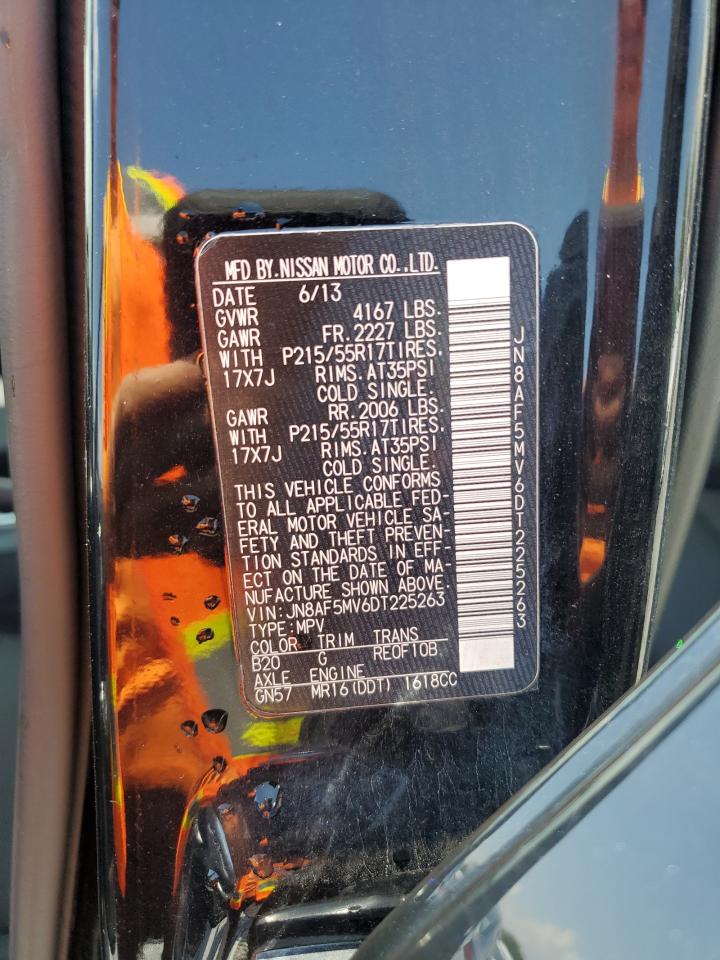 MFD BY.NISSAN MOTOR CO.,LTD.
DATE 6/13
GVWR 4167 LBS.
GAWR FR. 2227 LBS.
WITH P215/55R17TIRES.
17X7J RIMS. AT35PSI
COLD SINGLE.
GAWR RR. 2006 LBS.
WITH P215/55R17TIRES.
17X7J RIMS. AT35PSI
COLD SINGLE.
THIS VEHICLE CONFORMS
TO ALL APPLICABLE FED-
ERAL MOTOR VEHICLE SA-
FETY AND THEFT PREVEN-
TION STANDARDS IN EFF-
ECT ON THE DATE OF MA-
NUFACTURE SHOWN ABOVE.
VIN: JN8AF5MV6DT225263
TYPE: MPV
COLOR TRIM TRANS
B20 G RE0F10B
AXLE ENGINE
GN57 MR16(DDT) 1618CC
JN8AF5MV6DT225263